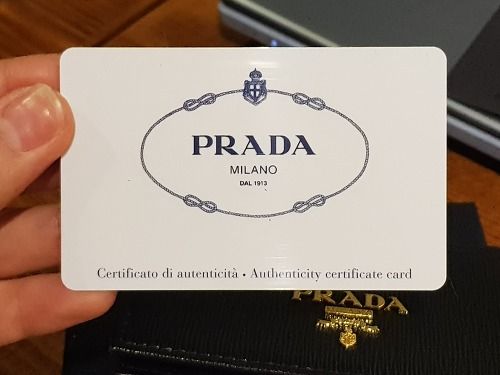 PRADA
MILANO
DAL 1913
Certificato di autenticità • Authenticity certificate card
PRADA